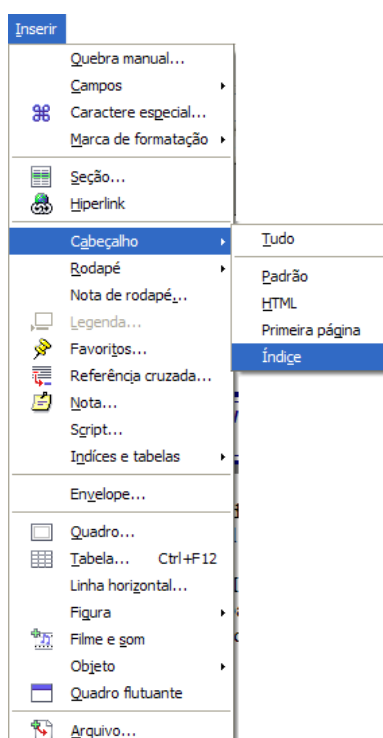 Inserir
Quebra manual...
Campos
Caractere especial...
Marca de formatação
Seção...
Hiperlink
Cabeçalho
Tudo
Rodapé
Padrão
Nota de rodapé...
HTML
Legenda...
Primeira página
Favoritos...
Índice
Referência cruzada...
Nota...
Script...
Indíces e tabelas
Envelope...
Quadro...
Tabela... Ctrl+F12
Linha horizontal...
Figura
Filme e som
Objeto
Quadro flutuante
Arquivo...